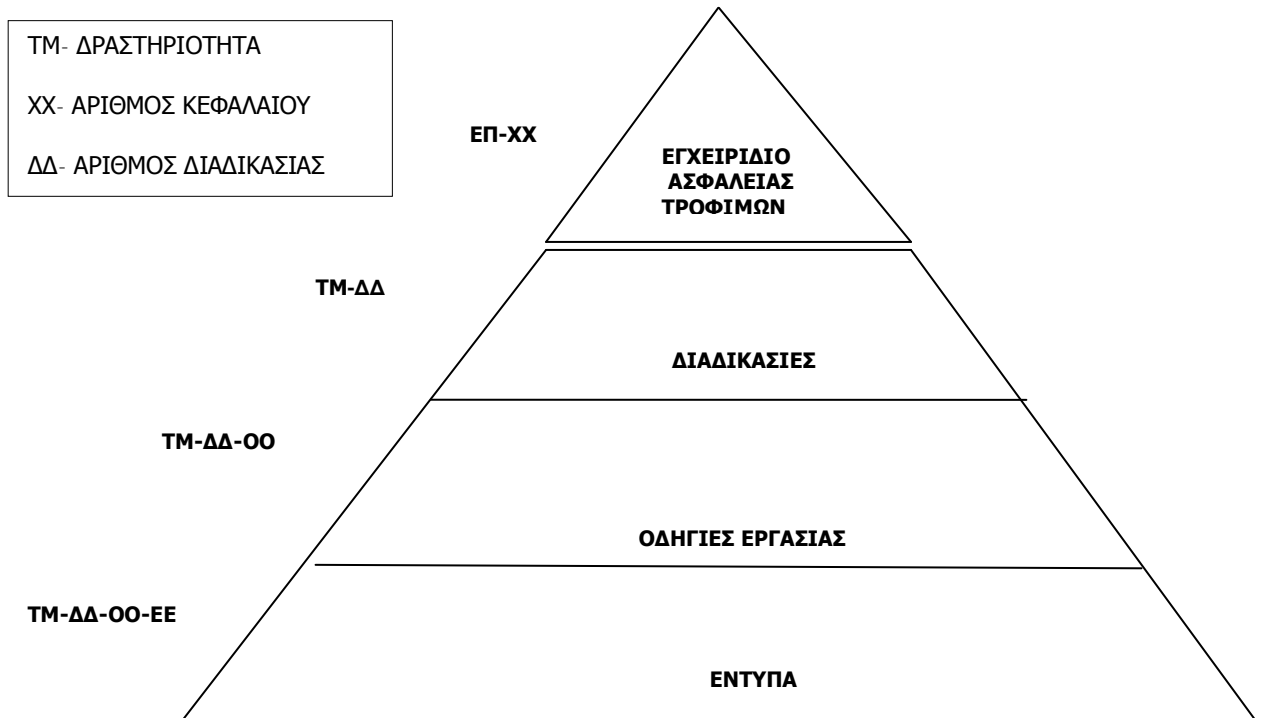 ΤΜ- ΔΡΑΣΤΗΡΙΟΤΗΤΑ
ΧΧ- ΑΡΙΘΜΟΣ ΚΕΦΑΛΑΙΟΥ
ΔΔ- ΑΡΙΘΜΟΣ ΔΙΑΔΙΚΑΣΙΑΣ
ΕΠ-ΧΧ
ΕΓΧΕΙΡΙΔΙΟ
ΑΣΦΑΛΕΙΑΣ
ΤΡΟΦΙΜΩΝ
ΤΜ-ΔΔ
ΔΙΑΔΙΚΑΣΙΕΣ
ΤΜ-ΔΔ-ΟΟ
ΟΔΗΓΙΕΣ ΕΡΓΑΣΙΑΣ
ΤΜ-ΔΔ-ΟΟ-ΕΕ
ΕΝΤΥΠΑ